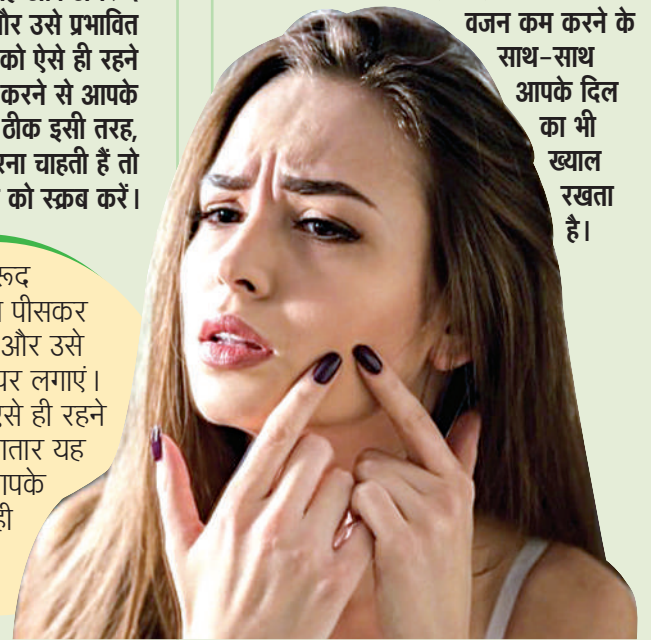 और उसे प्रभावित
को ऐसे ही रहने
करने से आपके
ठीक इसी तरह,
रना चाहती हैं तो
को स्क्रब करें।
रूद
पीसकर
और उसे
पर लगाएं।
ऐसे ही रहने
गातार यह
आपके
ही
वजन कम करने के
साथ-साथ
आपके दिल
का भी
ख्याल
रखता
है।